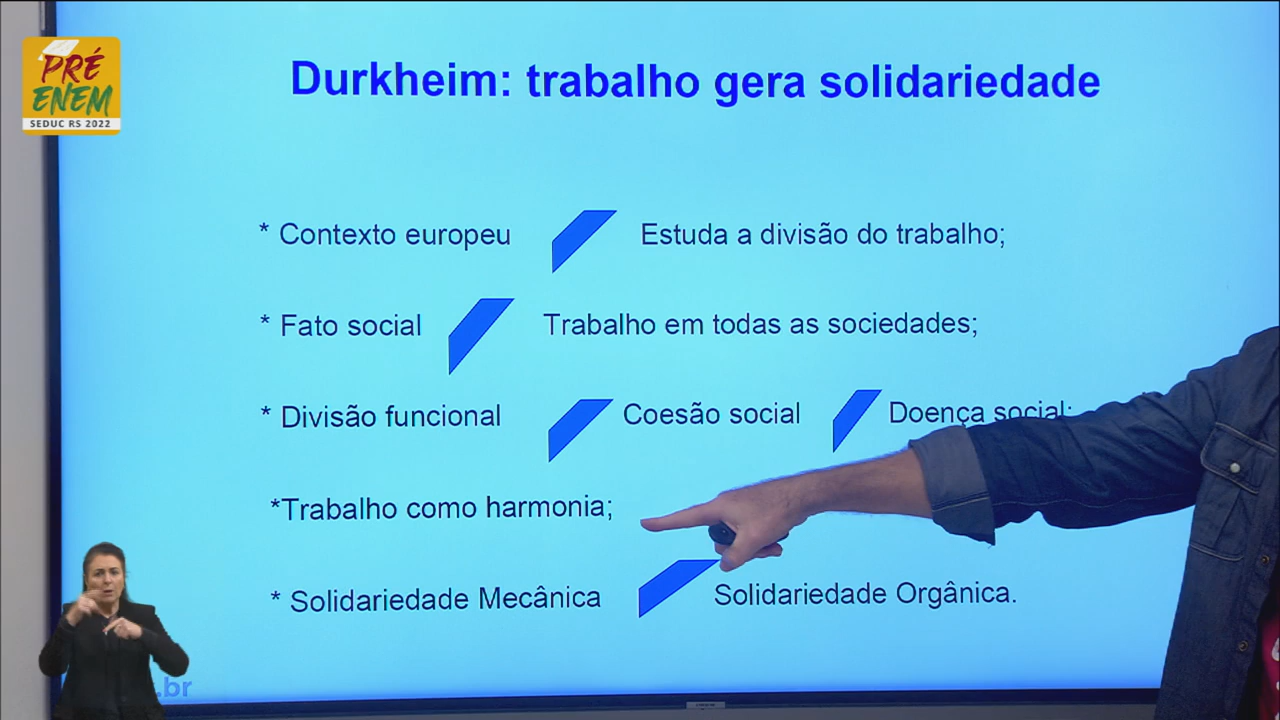 PRÉ
ENEM
SEDUC RS 2022
Durkheim: trabalho gera solidariedade
* Contexto europeu Estuda a divisão do trabalho;
* Fato social Trabalho em todas as sociedades;
* Divisão funcional Coesão social Doença social;
*Trabalho como harmonia;
* Solidariedade Mecânica Solidariedade Orgânica.
.br